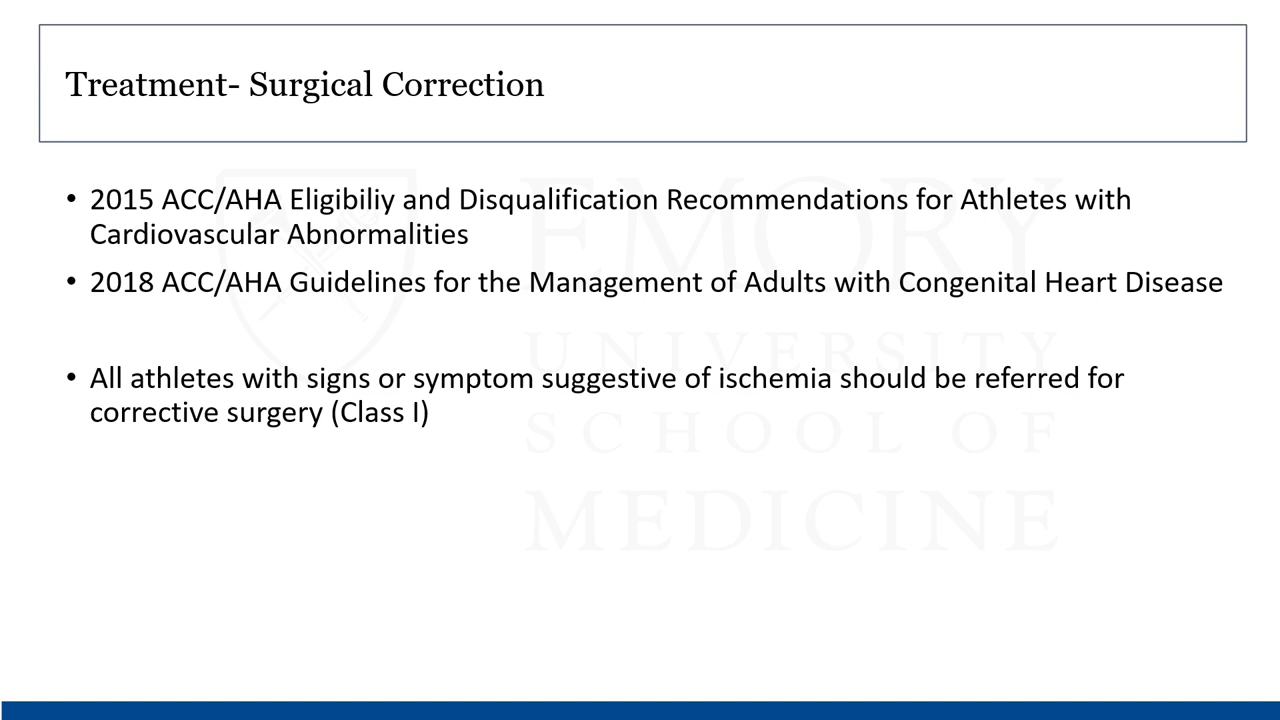 Treatment- Surgical Correction
• 2015 ACC/AHA Eligibiliy and Disqualification Recommendations for Athletes with
Cardiovascular Abnormalities
• 2018 ACC/AHA Guidelines for the Management of Adults with Congenital Heart Disease
• All athletes with signs or symptom suggestive of ischemia should be referred for
corrective surgery (Class I)
EMORY
UNIVERSITY
SCHOOL OF
MEDICINE